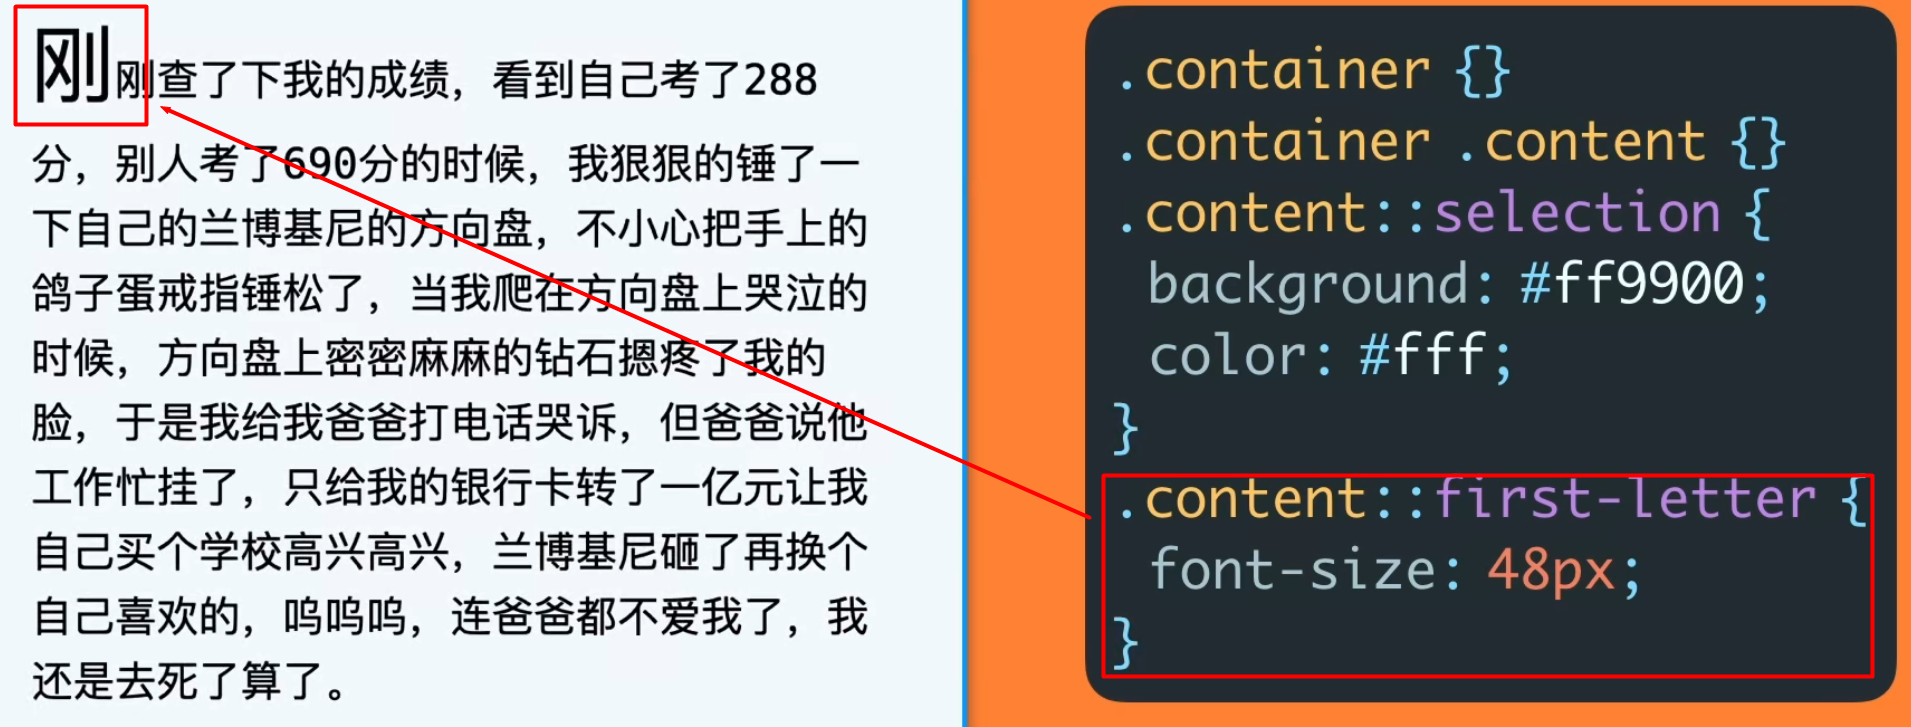 刚刚查了下我的成绩，看到自己考了288
分，别人考了690分的时候，我狠狠的锤了一
下自己的兰博基尼的方向盘，不小心把手上的
鸽子蛋戒指锤松了，当我爬在方向盘上哭泣的
时候，方向盘上密密麻麻的钻石摁疼了我的
脸，于是我给我爸爸打电话哭诉，但爸爸说他
工作忙挂了，只给我的银行卡转了一亿元让我
自己买个学校高兴高兴，兰博基尼砸了再换个
自己喜欢的，呜呜呜，连爸爸都不爱我了，我
还是去死了算了。
.container {}
.container .content {}
.content::selection {
background: #ff9900;
color: #fff;
}
.content::first-letter {
font-size: 48px;
}